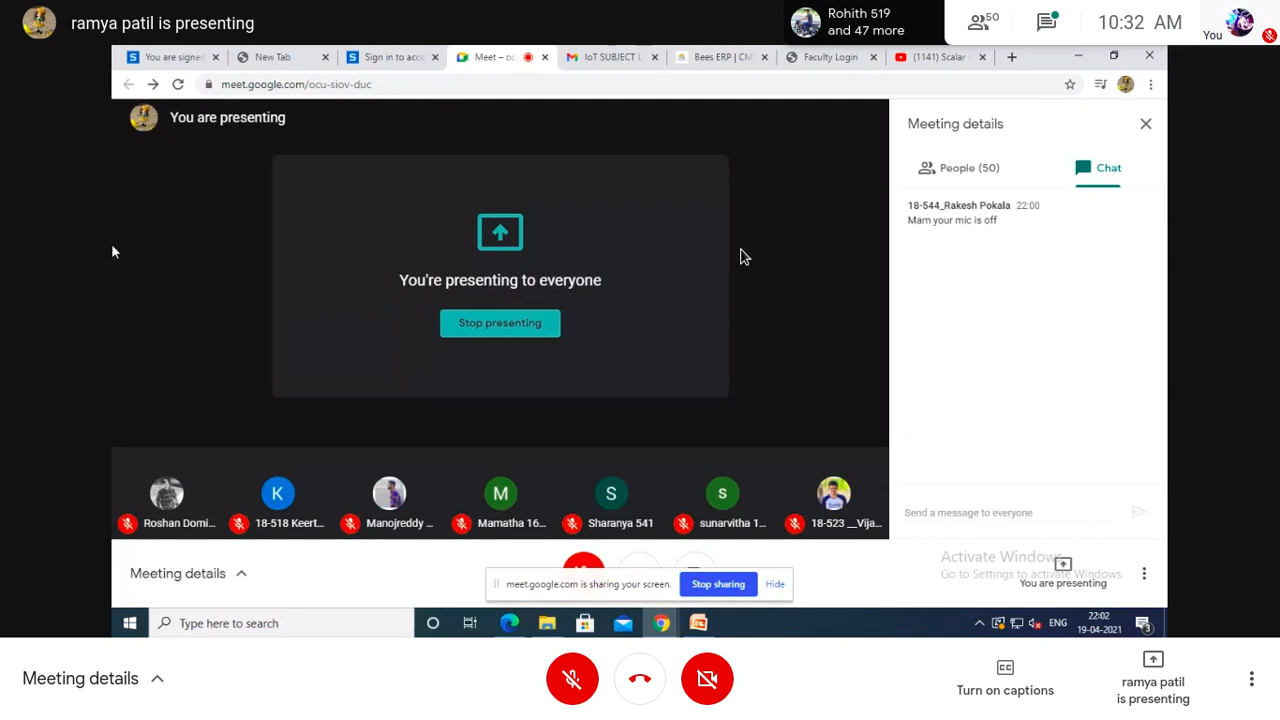 ramya patil is presenting
Rohith 519
and 47 more
50
10:32 AM
You
You are signed
New Tab
Sign in to acce
Meet – oc
IoT SUBJECT L
Bees ERP | CM
Faculty Login
(1141) Scalar
meet.google.com/ocu-siov-duc
You are presenting
Meeting details
People (50)
Chat
18-544_Rakesh Pokala 22:00
Mam your mic is off
You're presenting to everyone
Stop presenting
K
M
S
s
Roshan Domi...
18-518 Keert...
Manojreddy ...
Mamatha 16...
Sharanya 541
sunarvitha 1...
18-523 __Vija...
Send a message to everyone
Activate Windows
Go to Settings to activate Windows.
Meeting details
meet.google.com is sharing your screen.
Stop sharing
Hide
You are presenting
Type here to search
ENG
22:02
19-04-2021
3
Meeting details
Turn on captions
ramya patil
is presenting